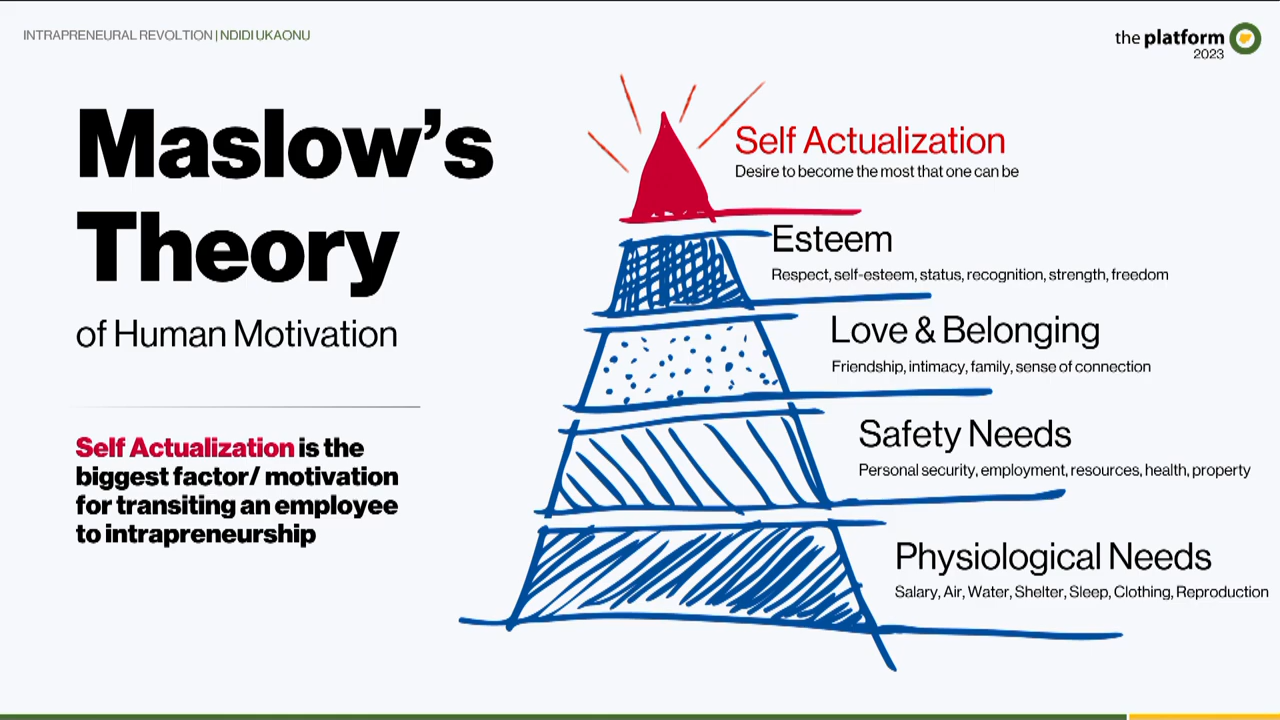 INTRAPRENEURAL REVOLTION | NDIDI UKAONU
the platform
2023
Maslow's
Theory
of Human Motivation
Self Actualization is the
biggest factor/ motivation
for transiting an employee
to intrapreneurship
Self Actualization
Desire to become the most that one can be
Esteem
Respect, self-esteem, status, recognition, strength, freedom
Love & Belonging
Friendship, intimacy, family, sense of connection
Safety Needs
Personal security, employment, resources, health, property
Physiological Needs
Salary, Air, Water, Shelter, Sleep, Clothing, Reproduction